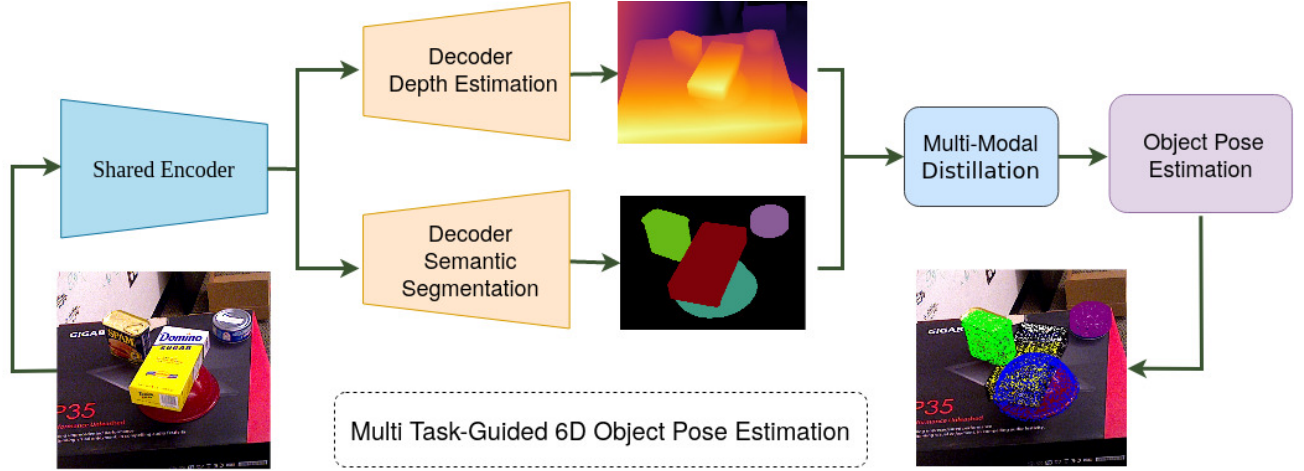 Decoder
Depth Estimation
Shared Encoder
Multi-Modal
Distillation
Object Pose
Estimation
Decoder
Semantic
Segmentation
GIGAB
SPAM
Domino
SUGAR
P35
GIGAR
P35
Multi Task-Guided 6D Object Pose Estimation